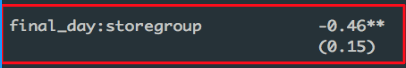 final_day:storegroup -0.46**
(0.15)